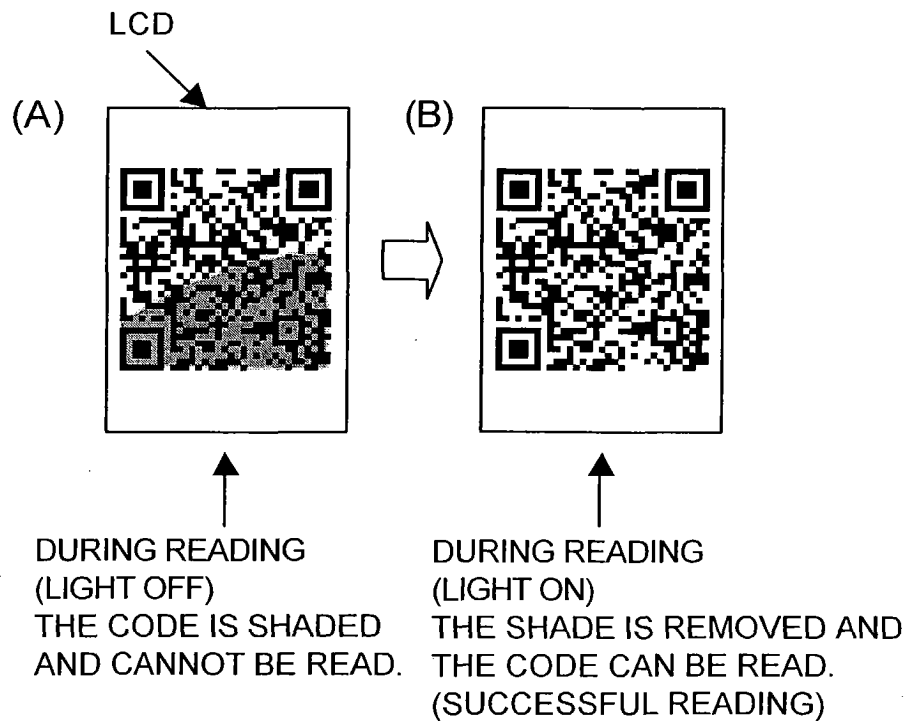 LCD
(A)
(B)
DURING READING
(LIGHT OFF)
THE CODE IS SHADED
AND CANNOT BE READ.
DURING READING
(LIGHT ON)
THE SHADE IS REMOVED AND
THE CODE CAN BE READ.
(SUCCESSFUL READING)